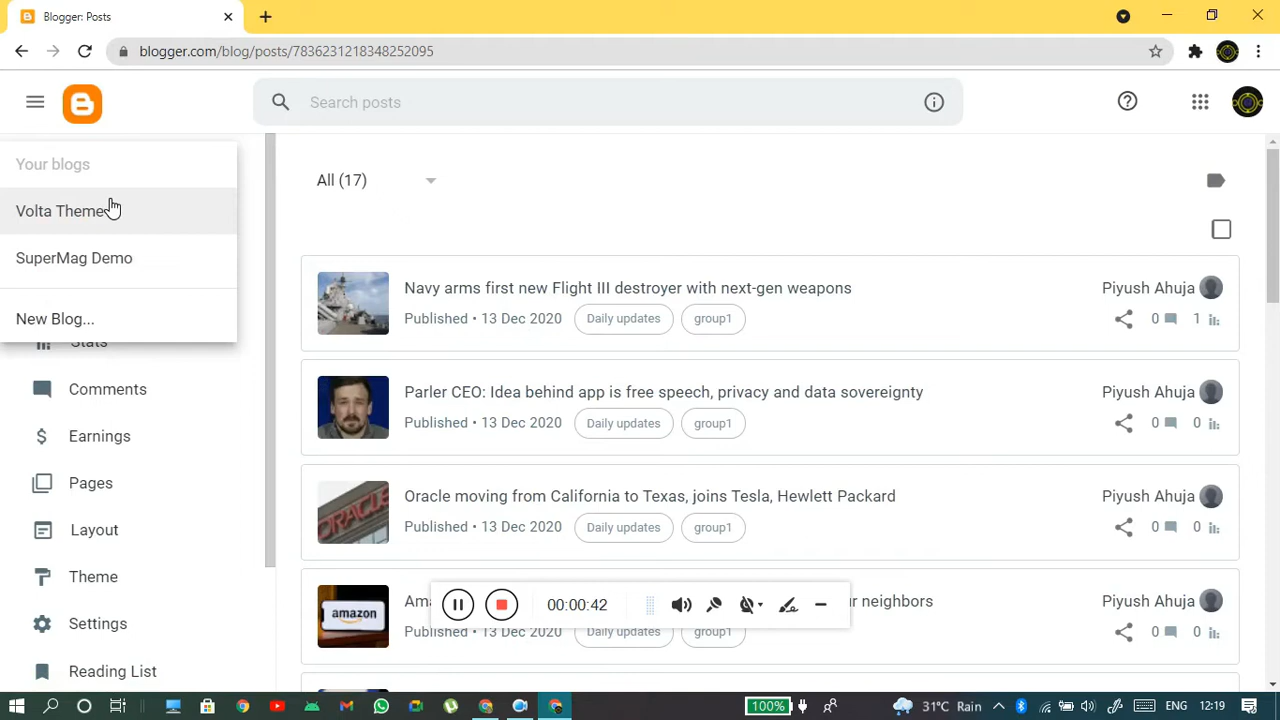 Blogger: Posts
blogger.com/blog/posts/7836231218348252095
Search posts
Your blogs
Volta Theme
SuperMag Demo
New Blog...
Stats
Comments
Earnings
Pages
Layout
Theme
Settings
Reading List
All (17)
Navy arms first new Flight III destroyer with next-gen weapons
Piyush Ahuja
Published • 13 Dec 2020 Daily updates group1
0 1
Parler CEO: Idea behind app is free speech, privacy and data sovereignty
Piyush Ahuja
Published • 13 Dec 2020 Daily updates group1
0 0
ORACLE
Oracle moving from California to Texas, joins Tesla, Hewlett Packard
Piyush Ahuja
Published • 13 Dec 2020 Daily updates group1
0 0
amazon
neighbors
Piyush Ahuja
Published • 13 Dec 2020 Daily updates group1
0 0
00:00:42
100% 31°C Rain ENG 12:19